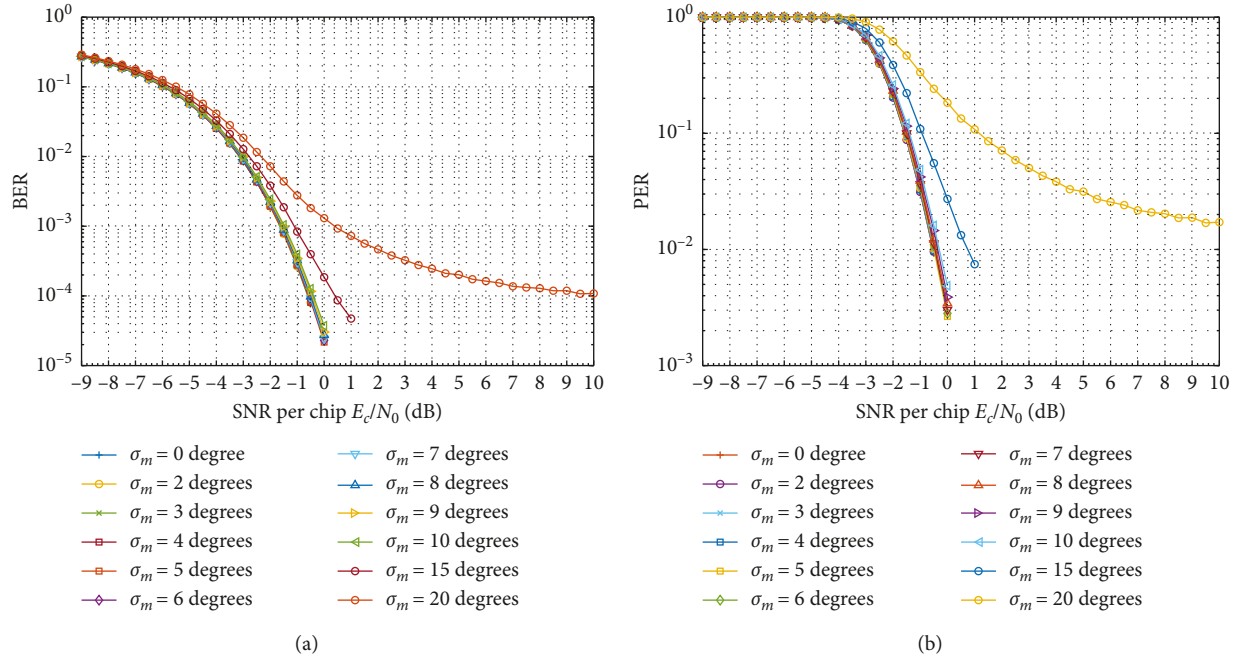 10⁰
10⁻¹
10⁻²
10⁻³
10⁻⁴
10⁻⁵
BER
−9 −8 −7 −6 −5 −4 −3 −2 −1 0 1 2 3 4 5 6 7 8 9 10
SNR per chip E_c/N_0 (dB)
σ_m = 0 degree
σ_m = 2 degrees
σ_m = 3 degrees
σ_m = 4 degrees
σ_m = 5 degrees
σ_m = 6 degrees
σ_m = 7 degrees
σ_m = 8 degrees
σ_m = 9 degrees
σ_m = 10 degrees
σ_m = 15 degrees
σ_m = 20 degrees
(a)
10⁰
10⁻¹
10⁻²
10⁻³
PER
−9 −8 −7 −6 −5 −4 −3 −2 −1 0 1 2 3 4 5 6 7 8 9 10
SNR per chip E_c/N_0 (dB)
σ_m = 0 degree
σ_m = 2 degrees
σ_m = 3 degrees
σ_m = 4 degrees
σ_m = 5 degrees
σ_m = 6 degrees
σ_m = 7 degrees
σ_m = 8 degrees
σ_m = 9 degrees
σ_m = 10 degrees
σ_m = 15 degrees
σ_m = 20 degrees
(b)